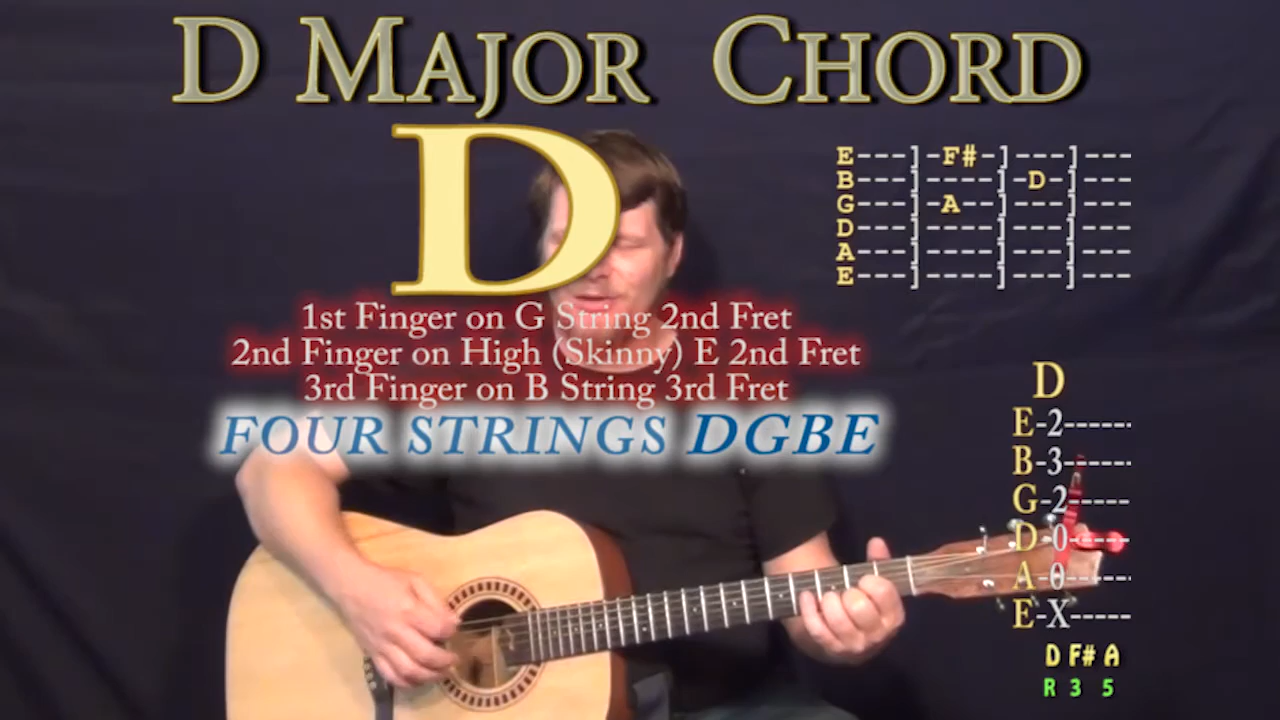 D MAJOR CHORD
D
1st Finger on G String 2nd Fret
2nd Finger on High (Skinny) E 2nd Fret
3rd Finger on B String 3rd Fret
FOUR STRINGS DGBE
E---]-F#-]---]---
B---]----]-D-]---
G---]-A--]---]---
D---]----]---]---
A---]----]---]---
E---]----]---]---
D
E-2------
B-3------
G-2-----
D-0-----
A-0-----
E-X-----
D F# A
R 3 5